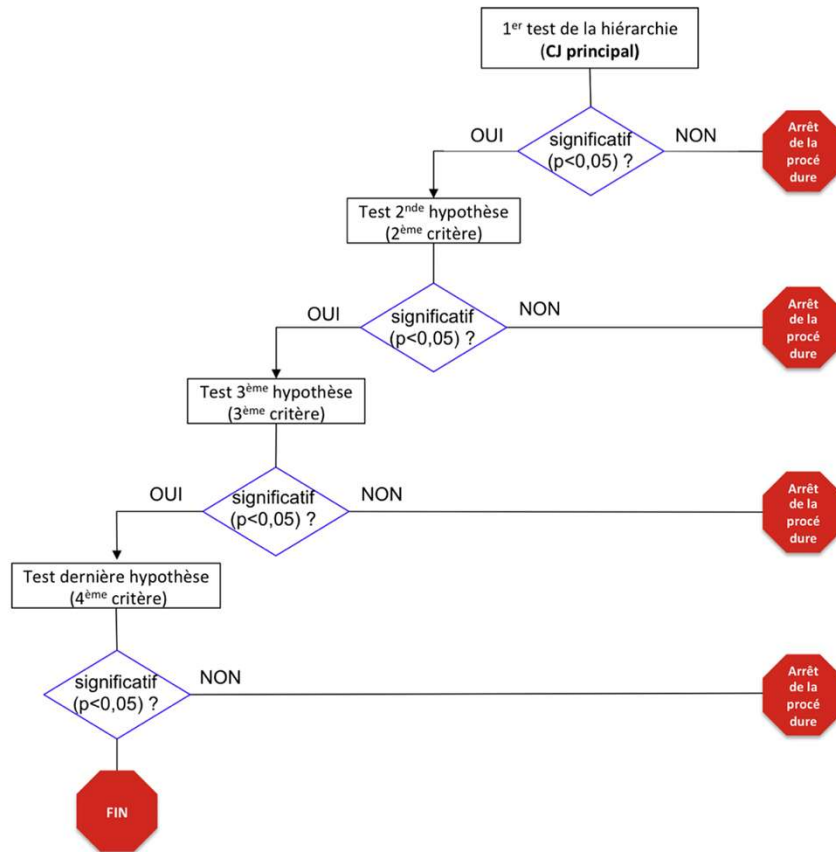 1er test de la hiérarchie
(CJ principal)
OUI
significatif
(p<0,05) ?
NON
Arrêt
de la
procé
dure
Test 2nde hypothèse
(2ème critère)
OUI
significatif
(p<0,05) ?
NON
Arrêt
de la
procé
dure
Test 3ème hypothèse
(3ème critère)
OUI
significatif
(p<0,05) ?
NON
Arrêt
de la
procé
dure
Test dernière hypothèse
(4ème critère)
significatif
(p<0,05) ?
NON
Arrêt
de la
procé
dure
FIN